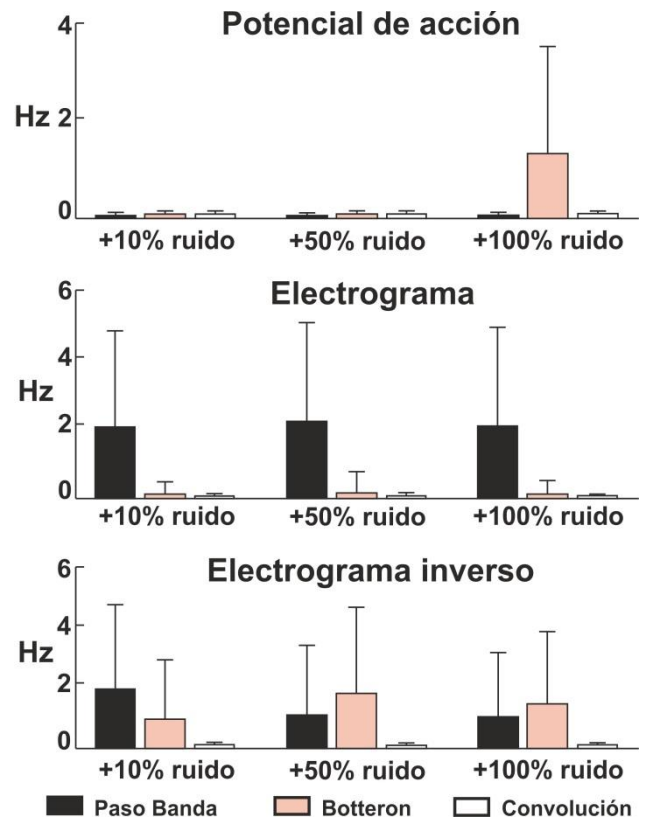 Potencial de acción
4
Hz 2
0
+10% ruido +50% ruido +100% ruido
Electrograma
6
4
Hz
2
0
+10% ruido +50% ruido +100% ruido
Electrograma inverso
6
4
Hz
2
0
+10% ruido +50% ruido +100% ruido
Paso Banda Botteron Convolución